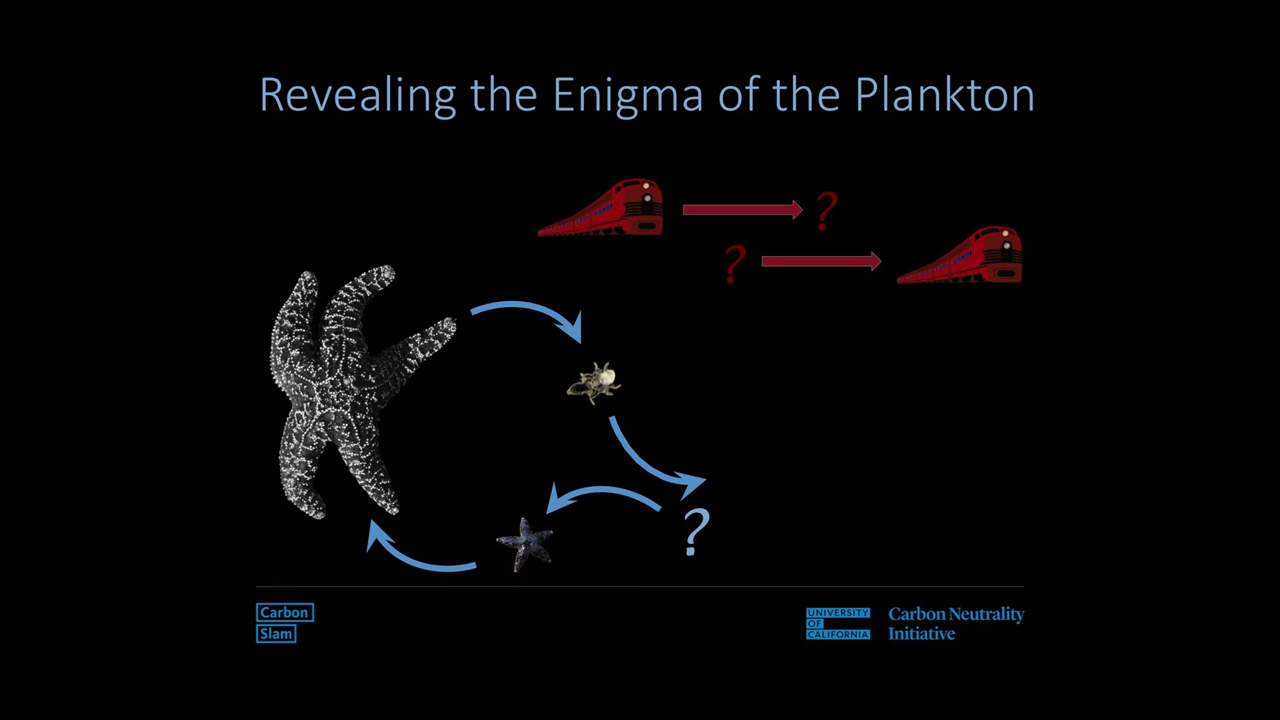 Revealing the Enigma of the Plankton
?
?
?
Carbon
Slam
UNIVERSITY
OF
CALIFORNIA
Carbon Neutrality
Initiative